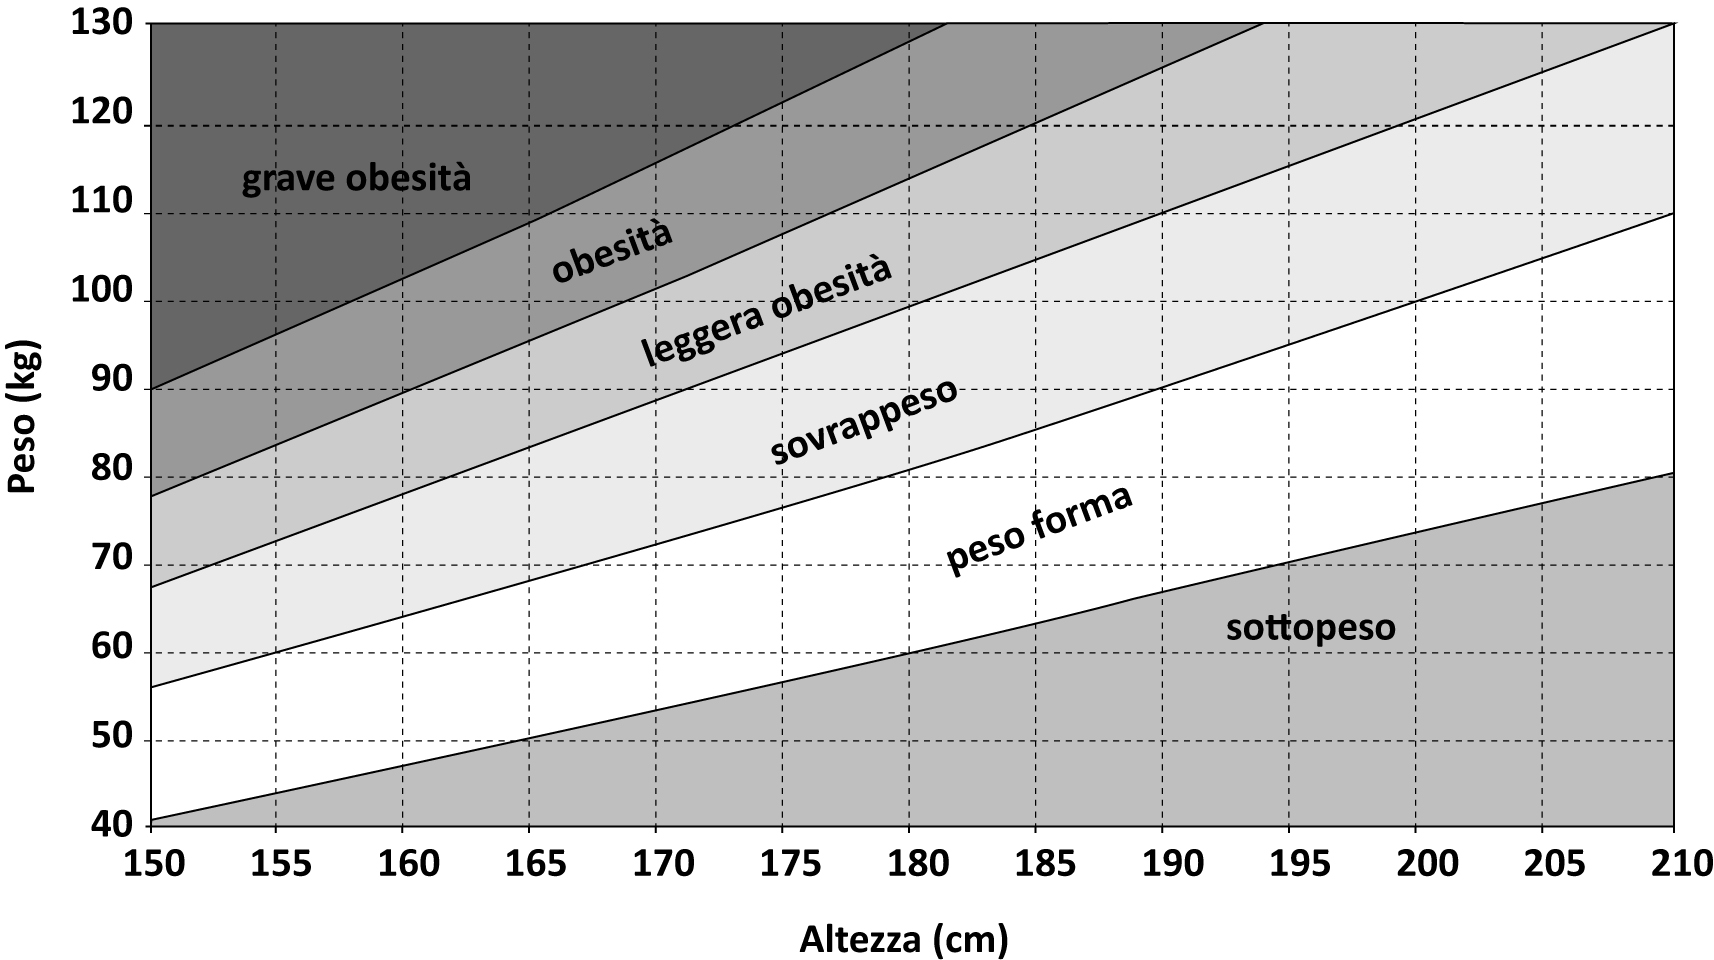 130
120
110
100
90
80
70
60
50
40
Peso (kg)
grave obesità
obesità
leggera obesità
sovrappeso
peso forma
sottopeso
150 155 160 165 170 175 180 185 190 195 200 205 210
Altezza (cm)